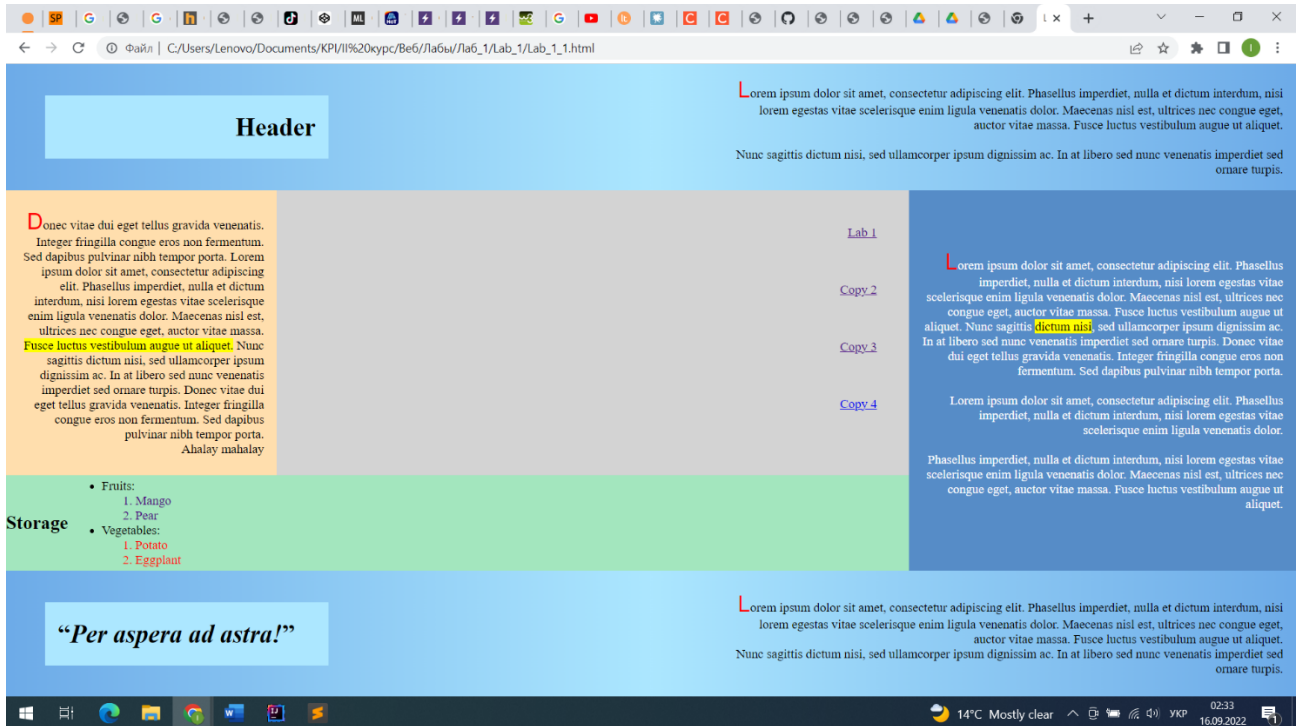 Файл
C:/Users/Lenovo/Documents/KPI/II%20курс/Веб//Лабы//Лаб_1/Lab_1/Lab_1_1.html
Header
Lorem ipsum dolor sit amet, consectetur adipiscing elit. Phasellus imperdiet, nulla et dictum interdum, nisi
lorem egestas vitae scelerisque enim ligula venenatis dolor. Maecenas nisl est, ultrices nec congue eget,
auctor vitae massa. Fusce luctus vestibulum augue ut aliquet.
Nunc sagittis dictum nisi, sed ullamcorper ipsum dignissim ac. In at libero sed nunc venenatis imperdiet sed
ornare turpis.
Donec vitae dui eget tellus gravida venenatis.
Integer fringilla congue eros non fermentum.
Sed dapibus pulvinar nibh tempor porta. Lorem
ipsum dolor sit amet, consectetur adipiscing
elit. Phasellus imperdiet, nulla et dictum
interdum, nisi lorem egestas vitae scelerisque
enim ligula venenatis dolor. Maecenas nisl est,
ultrices nec congue eget, auctor vitae massa.
Fusce luctus vestibulum augue ut aliquet. Nunc
sagittis dictum nisi, sed ullamcorper ipsum
dignissim ac. In at libero sed nunc venenatis
imperdiet sed ornare turpis. Donec vitae dui
eget tellus gravida venenatis. Integer fringilla
congue eros non fermentum. Sed dapibus
pulvinar nibh tempor porta.
Ahalay mahalay
Lab 1
Copy 2
Copy 3
Copy 4
Lorem ipsum dolor sit amet, consectetur adipiscing elit. Phasellus
imperdiet, nulla et dictum interdum, nisi lorem egestas vitae
scelerisque enim ligula venenatis dolor. Maecenas nisl est, ultrices nec
congue eget, auctor vitae massa. Fusce luctus vestibulum augue ut
aliquet. Nunc sagittis dictum nisi, sed ullamcorper ipsum dignissim ac.
In at libero sed nunc venenatis imperdiet sed ornare turpis. Donec vitae
dui eget tellus gravida venenatis. Integer fringilla congue eros non
fermentum. Sed dapibus pulvinar nibh tempor porta.
Lorem ipsum dolor sit amet, consectetur adipiscing elit. Phasellus
imperdiet, nulla et dictum interdum, nisi lorem egestas vitae
scelerisque enim ligula venenatis dolor.
Phasellus imperdiet, nulla et dictum interdum, nisi lorem egestas vitae
scelerisque enim ligula venenatis dolor. Maecenas nisl est, ultrices nec
congue eget, auctor vitae massa. Fusce luctus vestibulum augue ut
aliquet.
Storage
• Fruits:
1. Mango
2. Pear
• Vegetables:
1. Potato
2. Eggplant
“Per aspera ad astra!”
Lorem ipsum dolor sit amet, consectetur adipiscing elit. Phasellus imperdiet, nulla et dictum interdum, nisi
lorem egestas vitae scelerisque enim ligula venenatis dolor. Maecenas nisl est, ultrices nec congue eget,
auctor vitae massa. Fusce luctus vestibulum augue ut aliquet.
Nunc sagittis dictum nisi, sed ullamcorper ipsum dignissim ac. In at libero sed nunc venenatis imperdiet sed
ornare turpis.
14°C Mostly clear
УКР
02:33
16.09.2022